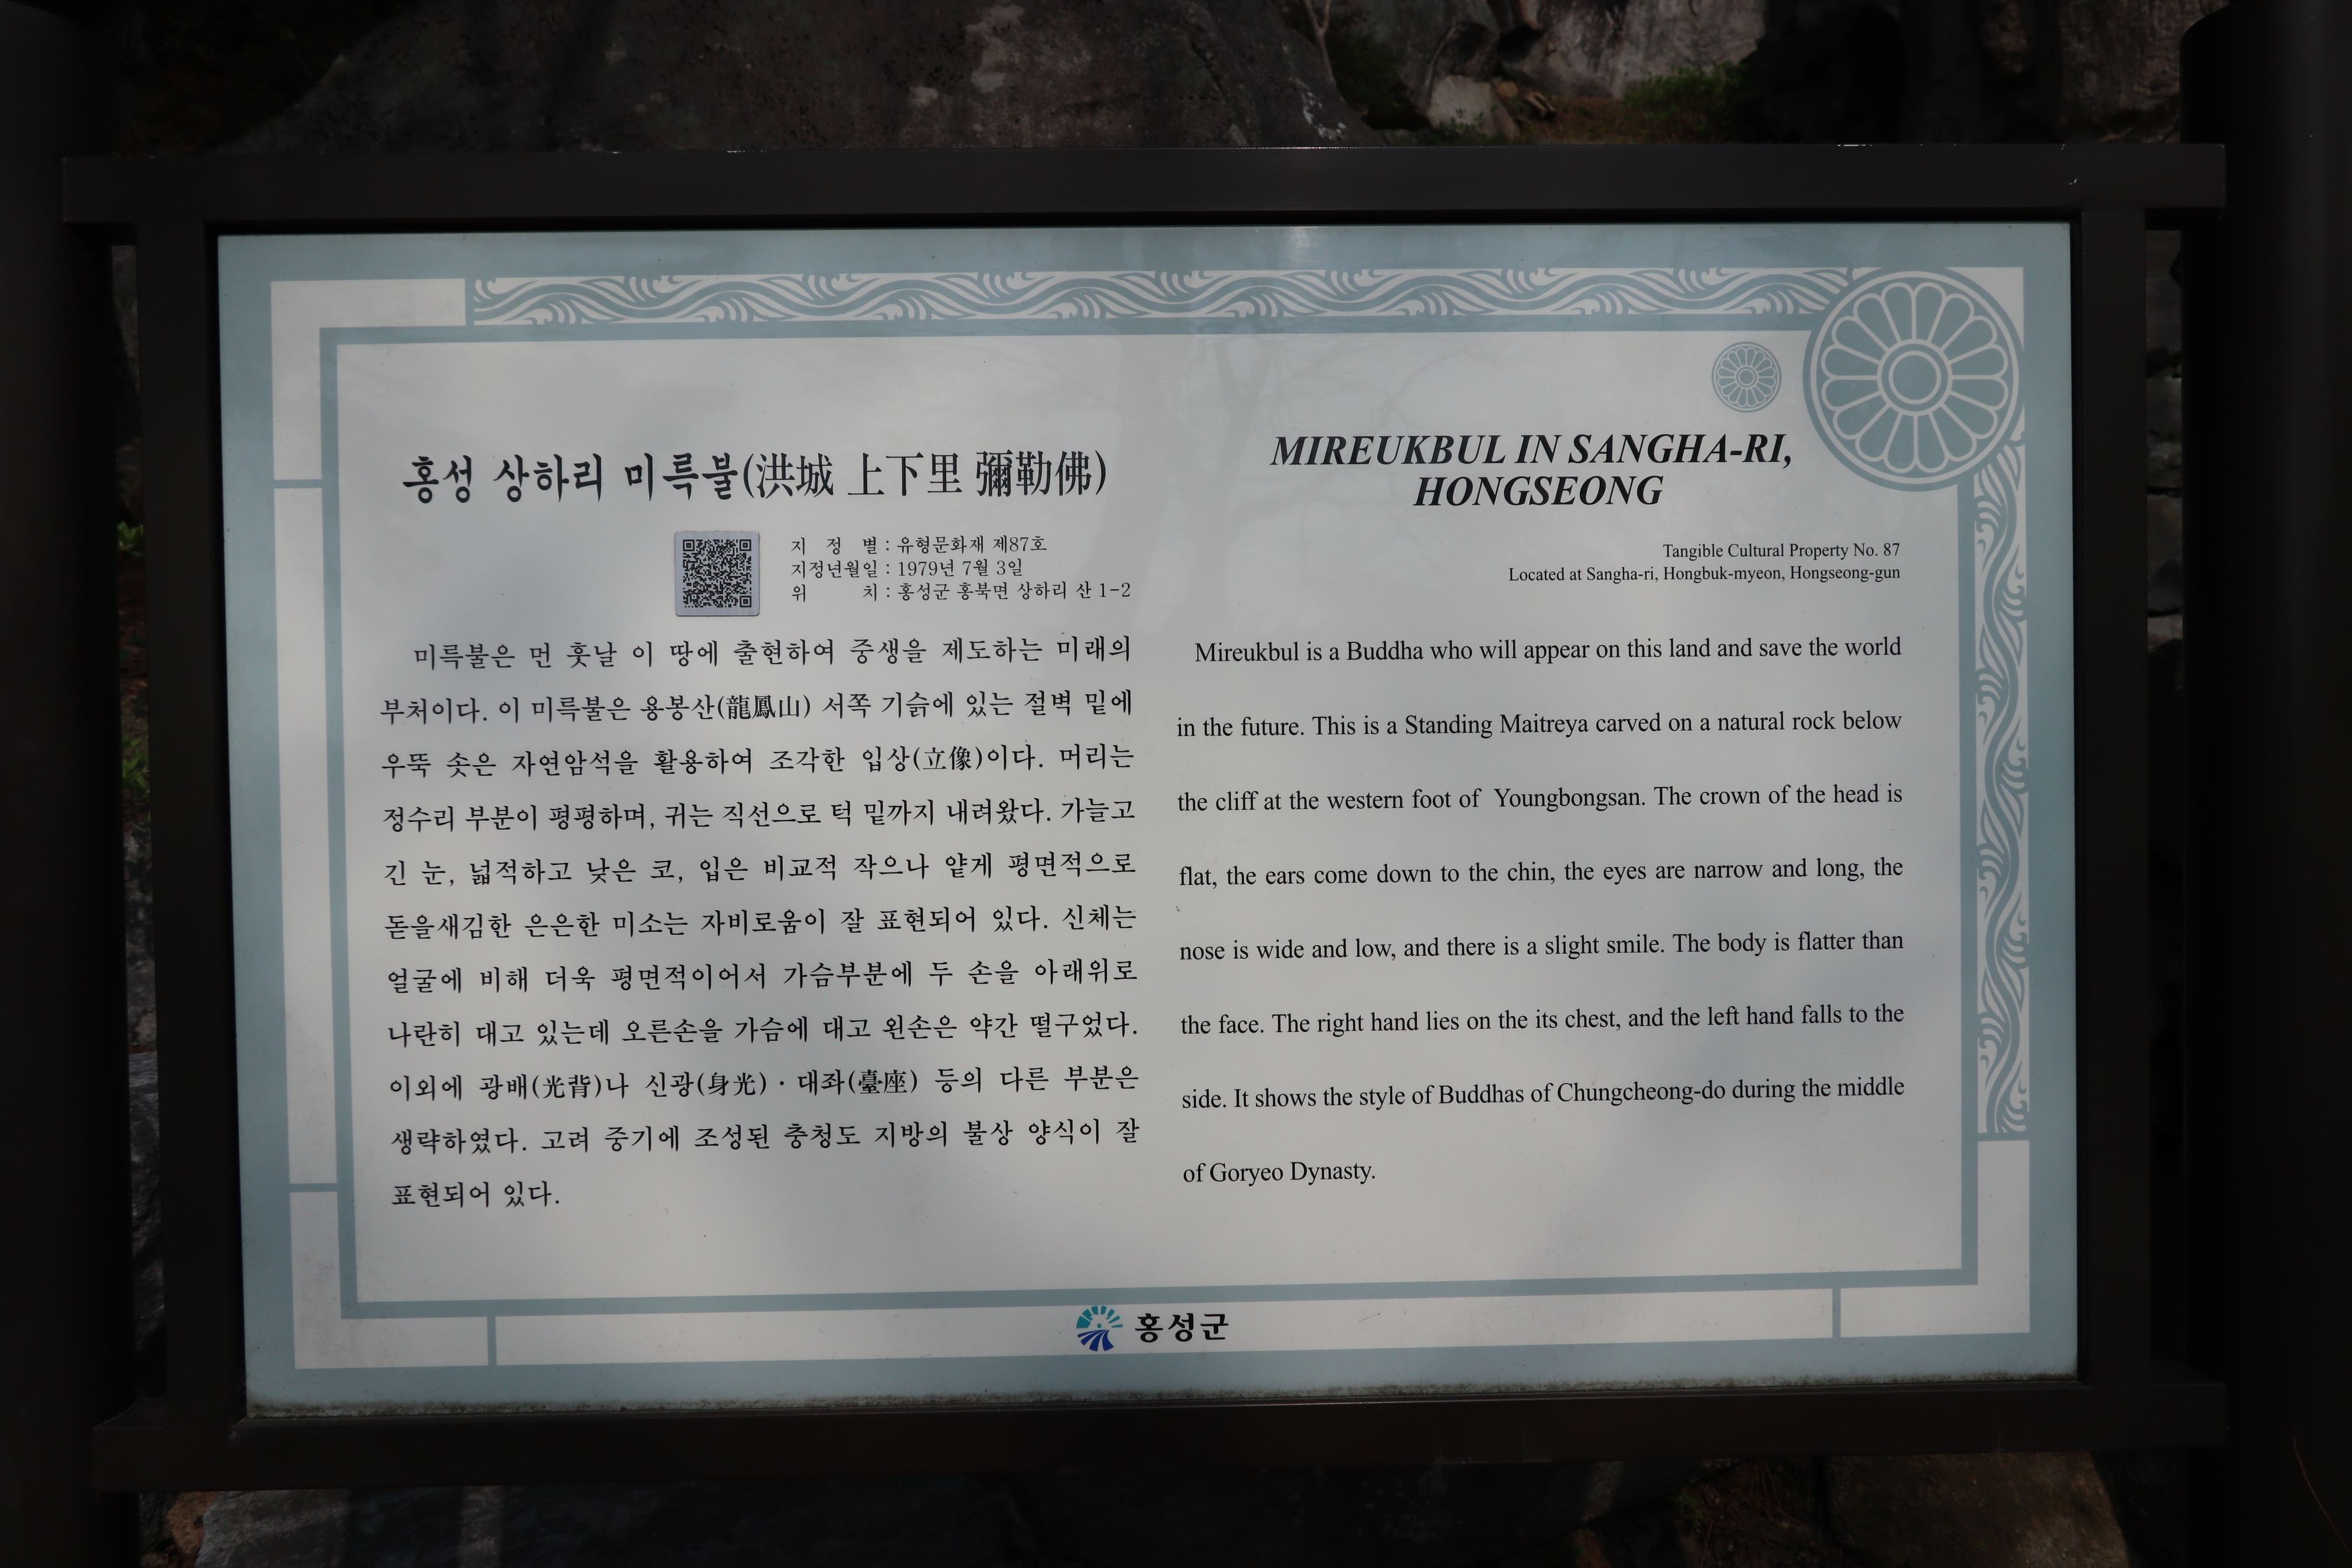 홍성 상하리 미륵불(洪城 上下里 彌勒佛)
지 정 별 : 유형문화재 제87호
지정년월일 : 1979년 7월 3일
위 치 : 홍성군 홍북면 상하리 산 1-2
미륵불은 먼 훗날 이 땅에 출현하여 중생을 제도하는 미래의
부처이다. 이 미륵불은 용봉산(龍鳳山) 서쪽 기슭에 있는 절벽 밑에
우뚝 솟은 자연암석을 활용하여 조각한 입상(立像)이다. 머리는
정수리 부분이 평평하며, 귀는 직선으로 턱 밑까지 내려왔다. 가늘고
긴 눈, 넓적하고 낮은 코, 입은 비교적 작으나 얕게 평면적으로
돋을새김한 은은한 미소는 자비로움이 잘 표현되어 있다. 신체는
얼굴에 비해 더욱 평면적이어서 가슴부분에 두 손을 아래위로
나란히 대고 있는데 오른손을 가슴에 대고 왼손은 약간 떨구었다.
이외에 광배(光背)나 신광(身光) · 대좌(臺座) 등의 다른 부분은
생략하였다. 고려 중기에 조성된 충청도 지방의 불상 양식이 잘
표현되어 있다.
MIREUKBUL IN SANGHA-RI,
HONGSEONG
Tangible Cultural Property No. 87
Located at Sangha-ri, Hongbuk-myeon, Hongseong-gun
Mireukbul is a Buddha who will appear on this land and save the world
in the future. This is a Standing Maitreya carved on a natural rock below
the cliff at the western foot of Youngbongsan. The crown of the head is
flat, the ears come down to the chin, the eyes are narrow and long, the
nose is wide and low, and there is a slight smile. The body is flatter than
the face. The right hand lies on the its chest, and the left hand falls to the
side. It shows the style of Buddhas of Chungcheong-do during the middle
of Goryeo Dynasty.
홍성군